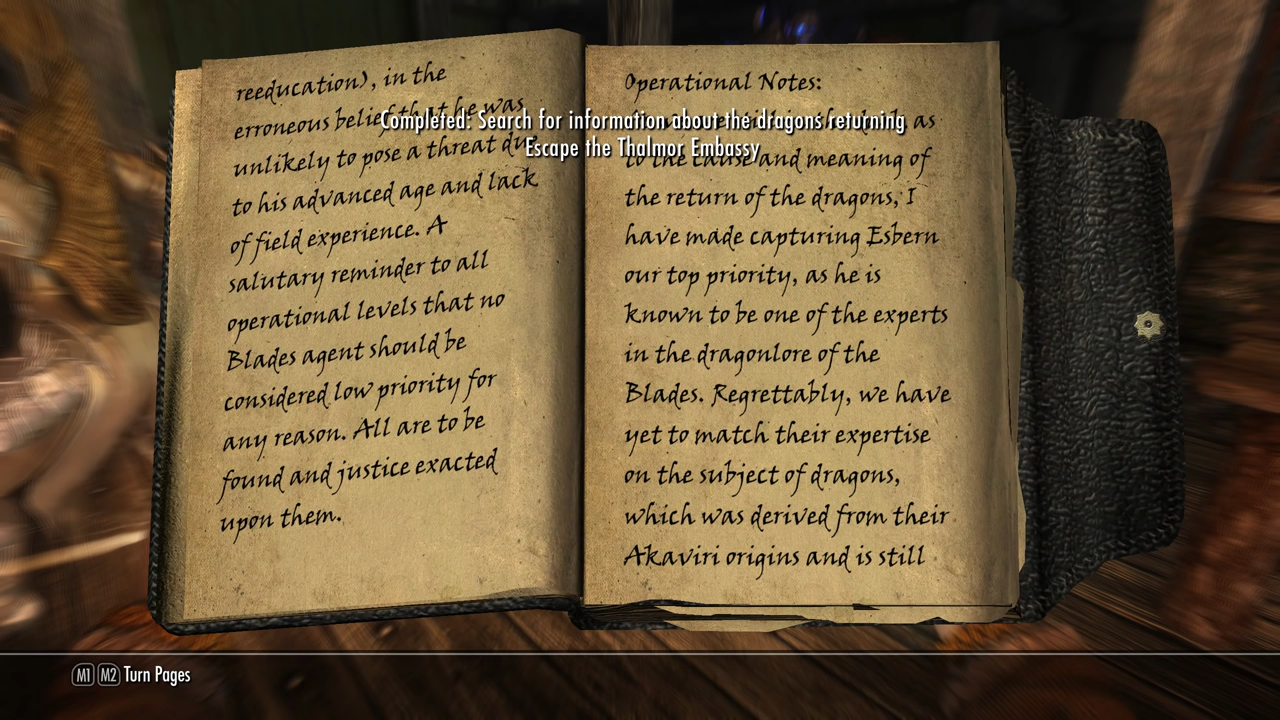 reeducation), in the
erroneous belief that he was
unlikely to pose a threat du
to his advanced age and lack
of field experience. A
salutary reminder to all
operational levels that no
Blades agent should be
considered low priority for
any reason. All are to be
found and justice exacted
upon them.
Operational Notes:
as
to the cause and meaning of
the return of the dragons, I
have made capturing Esbern
our top priority, as he is
known to be one of the experts
in the dragonlore of the
Blades. Regrettably, we have
yet to match their expertise
on the subject of dragons,
which was derived from their
Akaviri origins and is still
Completed: Search for information about the dragons returning
Escape the Thalmor Embassy
M1 M2 Turn Pages